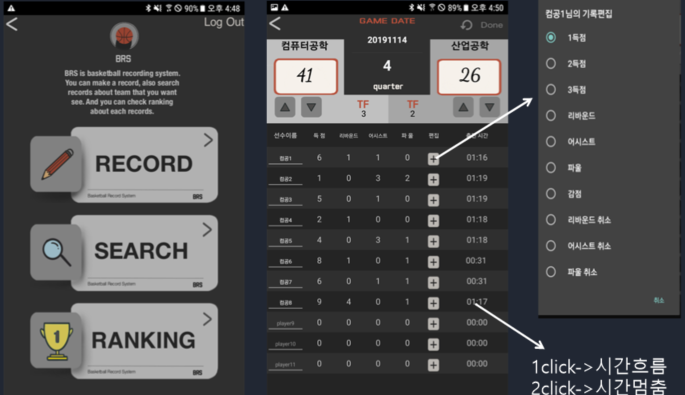 90% 오후 4:48
Log Out
BRS
BRS is basketball recording system.
You can make a record, also search
records about team that you want
see. And you can check ranking
about each records.
RECORD
Basketball Record System BRS
SEARCH
Basketball Record System BRS
RANKING
Basketball Record System BRS
89% 오후 4:50
GAME DATE
Done
컴퓨터공학 20191114 산업공학
41 4 26
quarter
TF TF
3 2
선수이름 득 점 리바운드 어시스트 파 울 편집 시간
컴공1 6 1 1 0 + 01:16
컴공2 1 0 3 2 + 01:19
컴공3 5 0 1 0 + 01:19
컴공4 2 1 0 0 + 01:18
컴공5 4 0 3 1 + 01:18
컴공6 8 1 0 3 + 00:31
컴공7 6 0 1 1 + 00:31
컴공8 9 4 0 1 + 01:17
player9 0 0 0 0 + 00:00
player10 0 0 0 0 + 00:00
player11 0 0 0 0 + 00:00
컴공1님의 기록편집
1득점
2득점
3득점
리바운드
어시스트
파울
감점
리바운드 취소
어시스트 취소
파울 취소
취소
1click->시간흐름
2click->시간멈춤